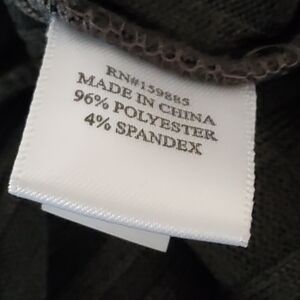 RN#159885
MADE IN CHINA
96% POLYESTER
4% SPANDEX